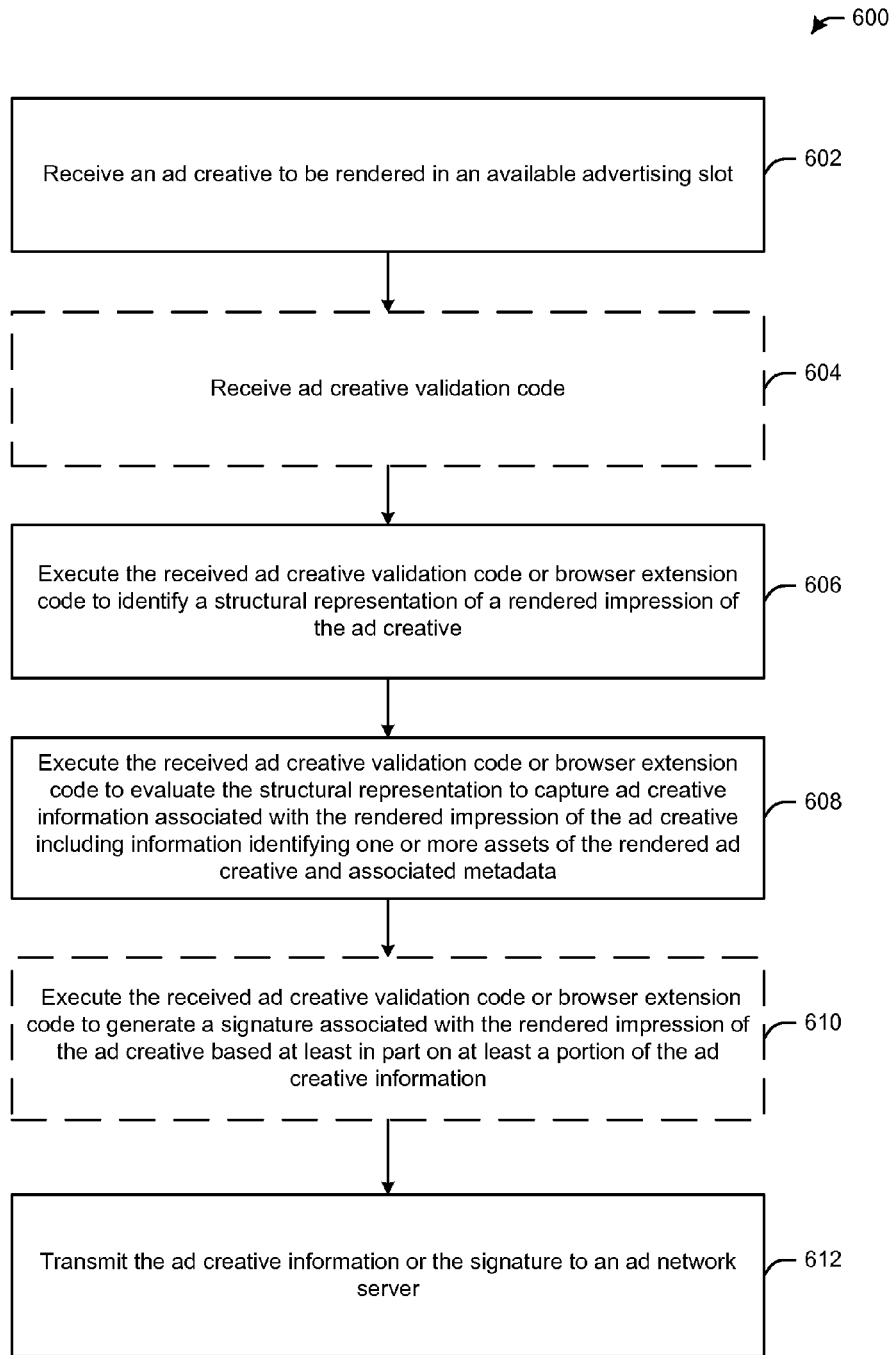 600
Receive an ad creative to be rendered in an available advertising slot
602
Receive ad creative validation code
604
Execute the received ad creative validation code or browser extension
code to identify a structural representation of a rendered impression of
the ad creative
606
Execute the received ad creative validation code or browser extension
code to evaluate the structural representation to capture ad creative
information associated with the rendered impression of the ad creative
including information identifying one or more assets of the rendered ad
creative and associated metadata
608
Execute the received ad creative validation code or browser extension
code to generate a signature associated with the rendered impression of
the ad creative based at least in part on at least a portion of the ad
creative information
610
Transmit the ad creative information or the signature to an ad network
server
612